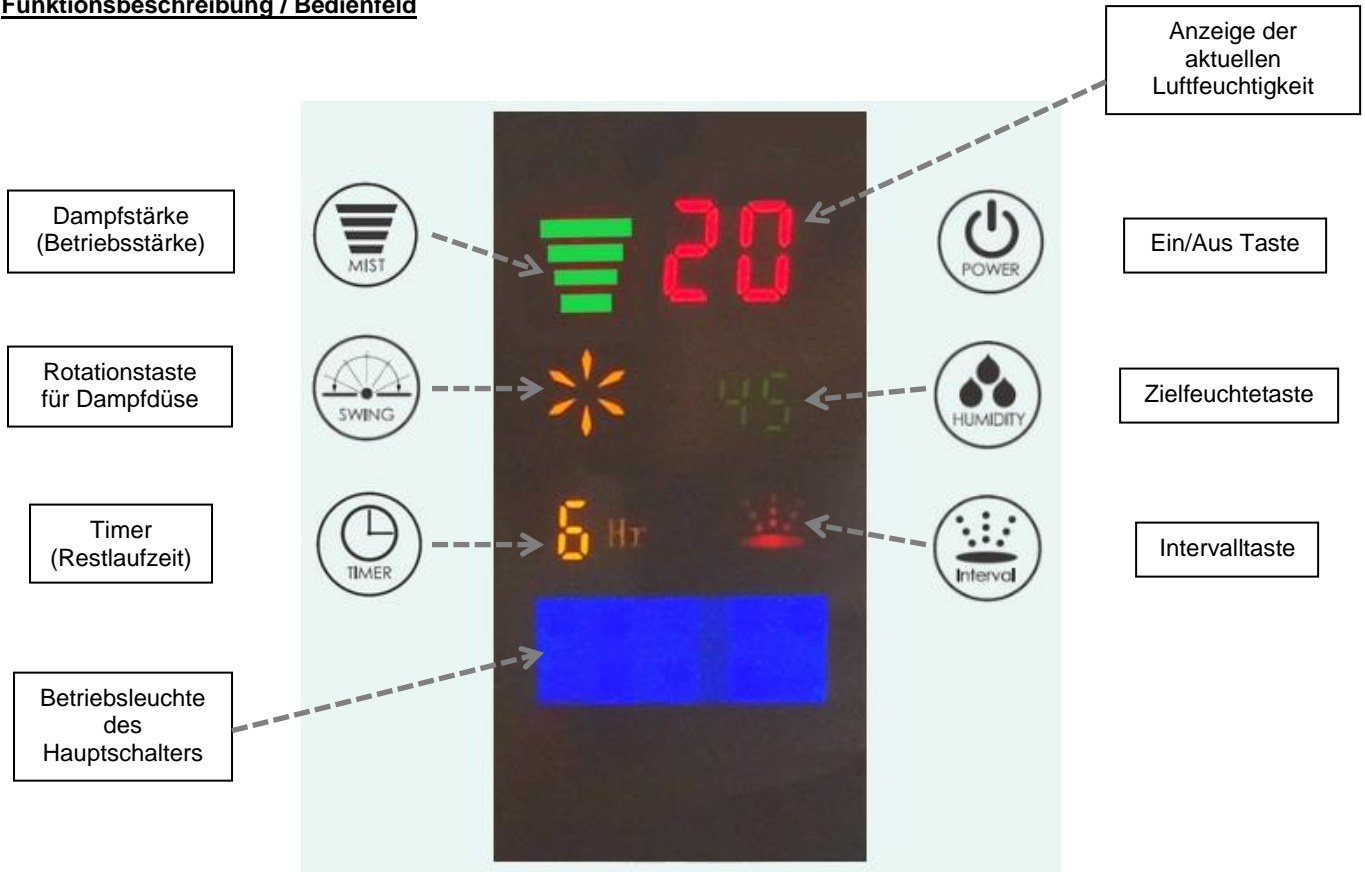 Funktionsbeschreibung / Bedienfeld
Anzeige der
aktuellen
Luftfeuchtigkeit
Dampfstärke
(Betriebsstärke)
MIST
20
POWER
Ein/Aus Taste
Rotationstaste
für Dampfdüse
SWING
45
HUMIDITY
Zielfeuchtetaste
Timer
(Restlaufzeit)
TIMER
6 Hr
Interval
Intervalltaste
Betriebsleuchte
des
Hauptschalters